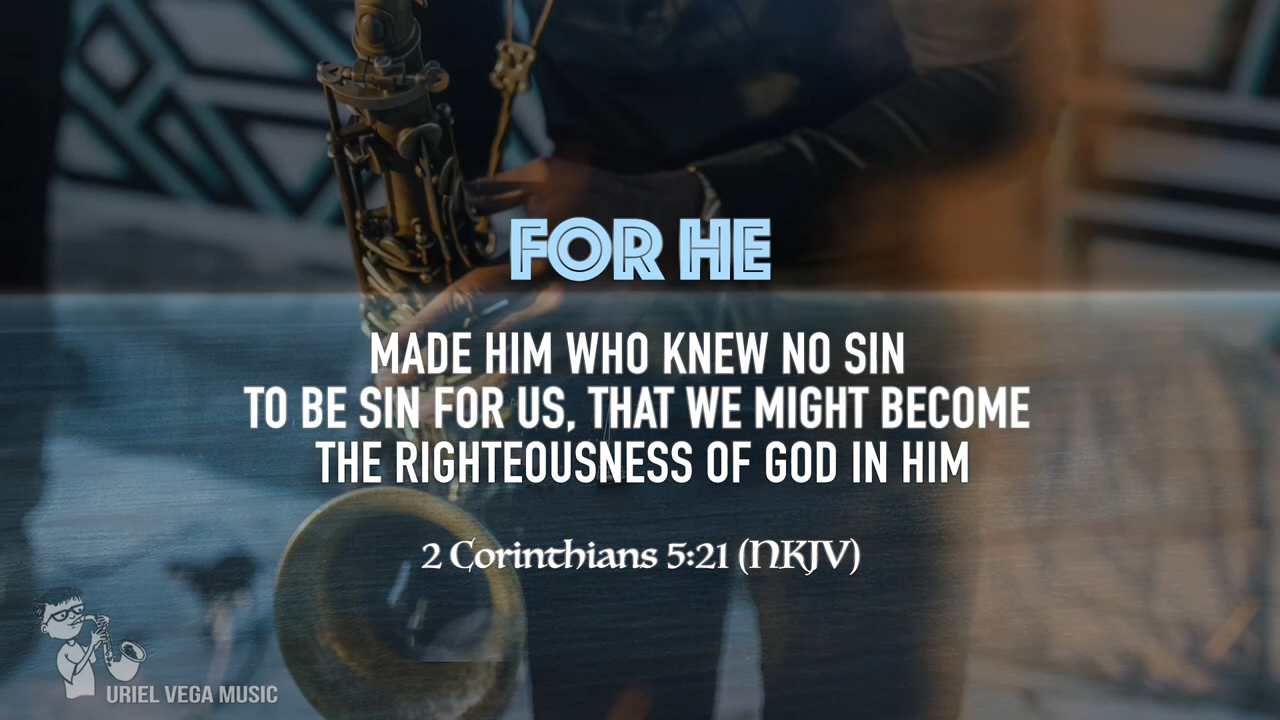 FOR HE
MADE HIM WHO KNEW NO SIN
TO BE SIN FOR US, THAT WE MIGHT BECOME
THE RIGHTEOUSNESS OF GOD IN HIM
2 Corinthians 5:21 (NKJV)
URIEL VEGA MUSIC